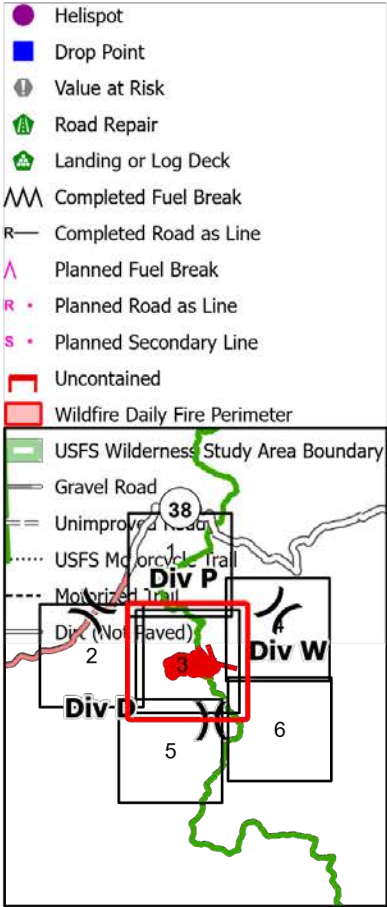 Helispot
Drop Point
Value at Risk
Road Repair
Landing or Log Deck
Completed Fuel Break
R Completed Road as Line
Planned Fuel Break
R Planned Road as Line
S Planned Secondary Line
Uncontained
Wildfire Daily Fire Perimeter
USFS Wilderness Study Area Boundary
Gravel Road
38
Unimproved Road
1
USFS Motorcycle Trail
Div P
Motorized Trail
4
Dirt (Not Paved)
Div W
2
3
Div D
6
5